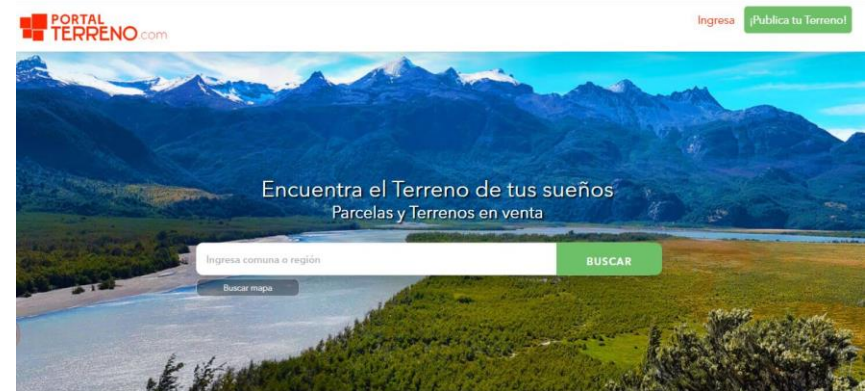 PORTAL
TERRENO.com
Ingresa
¡Publica tu Terreno!
Encuentra el Terreno de tus sueños
Parcelas y Terrenos en venta
Ingresa comuna o región
BUSCAR
Buscar mapa